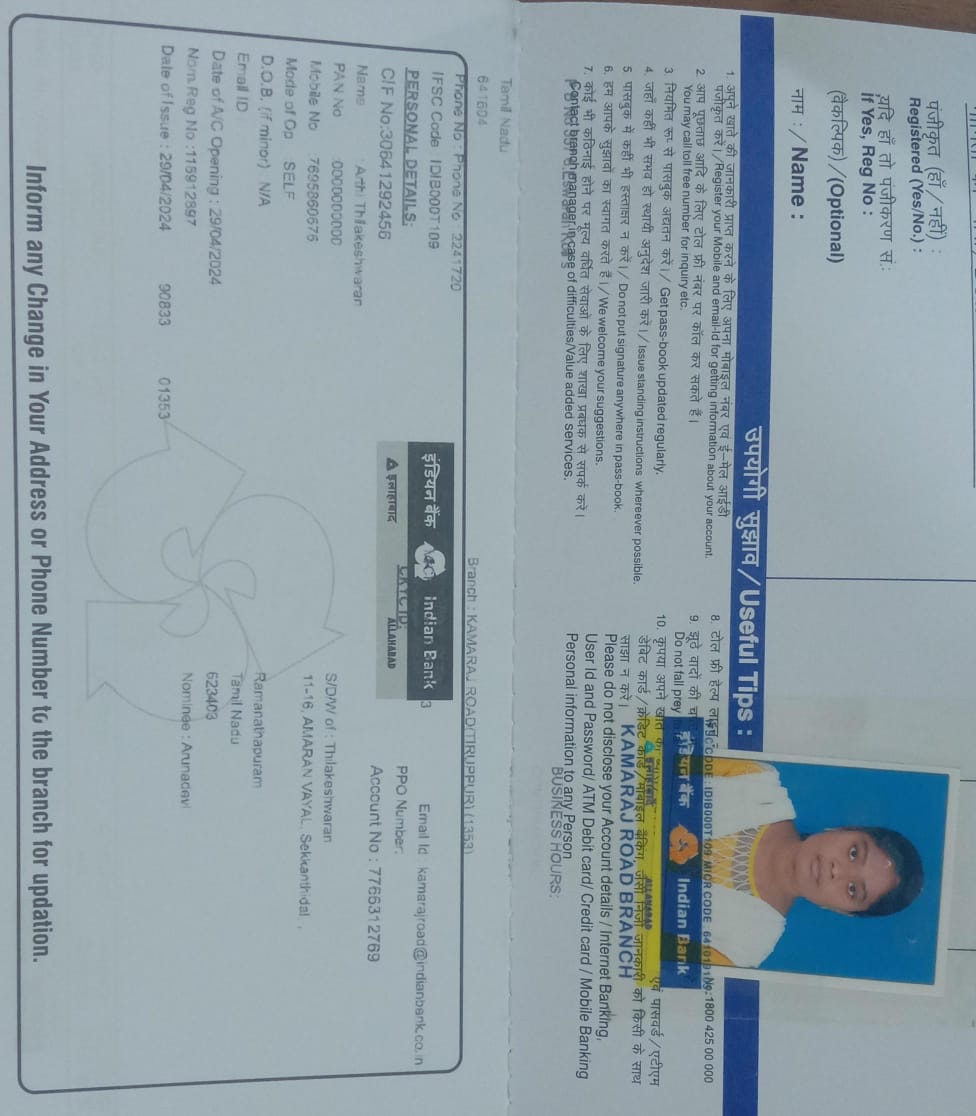 पंजीकृत (हाँ / नहीं) :
Registered (Yes/No.) :
यदि हाँ तो पंजीकरण सं.:
If Yes, Reg No :
(वैकल्पिक) / (Optional)
नाम : / Name :
उपयोगी सुझाव / Useful Tips :
1. अपने खाते की जानकारी प्राप्त करने के लिए अपना मोबाइल नंबर एवं ई-मेल आईडी
पंजीकृत करें। / Register your Mobile and email-Id for getting information about your account.
2. आप पूछताछ आदि के लिए टोल फ्री नंबर पर कॉल कर सकते हैं।
You may call toll free number for inquiry etc.
3 नियमित रू. से पासबुक अद्यतन करें। / Get pass-book updated regularly.
4. जहाँ कहीं भी सभव हो स्थायी अनुदेश जारी करें। / Issue standing instructions whereever possible.
5 पासबुक में कही भी हस्ताक्षर न करें। / Do not put signature anywhere in pass-book.
6. हम आपके सुझावों का स्वागत करते हैं। / We welcome your suggestions.
7. कोई भी कठिनाई होने पर मूल्य वर्धित सेवाओं के लिए शाखा प्रबधक से सपर्क करें।
Contact branch manager in case of difficulties/Value added services.
8. टोल फ्री हेल्प लाइन No:1800 425 00 000
IFSC CODE : IDIB000T109 MICR CODE : 641019
9. झूठे वादों की
Do not fall prey
इंडियन बैंक Indian Bank
इलाहाबाद ALLAHABAD
10. कृपया अपने खाते का एवं पासवर्ड / एटीएम
डेबिट कार्ड / क्रेडिट कार्ड / मोबाइल बैंकिंग, जैसी निजी जानकारी को किसी के साथ
साझा न करें।
KAMARAJ ROAD BRANCH
Please do not disclose your Account details / Internet Banking,
User Id and Password/ ATM Debit card/ Credit card / Mobile Banking
Personal information to any Person
BUSINESS HOURS:
Tamil Nadu
641604
Branch : KAMARAJ ROAD(TIRUPPUR) (1353)
Phone No : Phone No 2241720
IFSC Code IDIB000T109
Email Id kamarajroad@indianbank.co.in
इंडियन बैंक Indian Bank
इलाहाबाद ALLAHABAD
PERSONAL DETAILS:
PPO Number:
CIF No:30641292456
Account No : 7766312769
Name : Arth Thilakeshwaran
PAN No 0000000000
S/D/W of : Thilakeshwaran
Mobile No 7695860676
11-16, AMARAN VAYAL, Sekkanthidal ,
Mode of Op SELF
D.O.B. (if minor) N/A
Ramanathapuram
Email ID
Tamil Nadu
Date of A/C Opening : 29/04/2024
623403
Nom.Reg No :115912897
Nominee : Arunadevi
Date of Issue : 29/04/2024 90833 01353
Inform any Change in Your Address or Phone Number to the branch for updation.